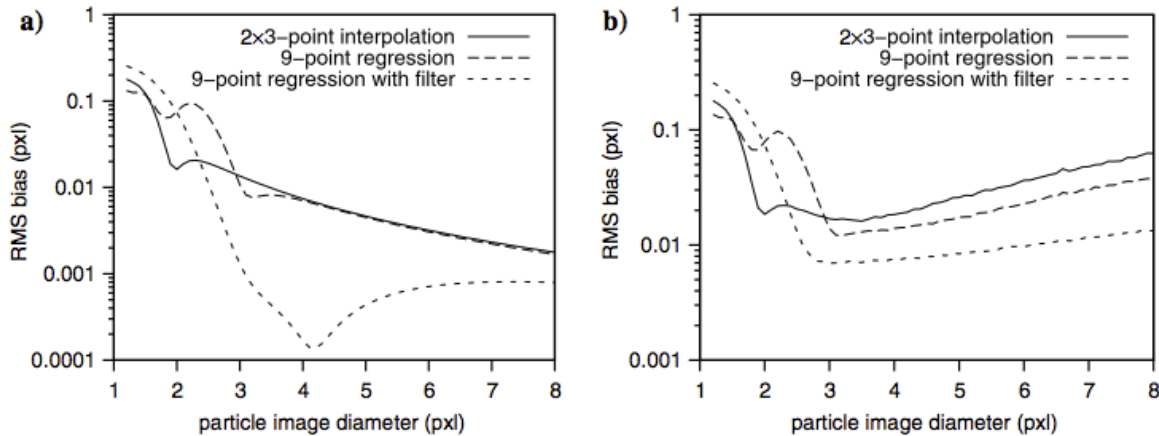 a)
2×3−point interpolation
9−point regression
9−point regression with filter
RMS bias (pxl)
1
0.1
0.01
0.001
0.0001
1 2 3 4 5 6 7 8
particle image diameter (pxl)
b)
2×3−point interpolation
9−point regression
9−point regression with filter
RMS bias (pxl)
1
0.1
0.01
0.001
1 2 3 4 5 6 7 8
particle image diameter (pxl)